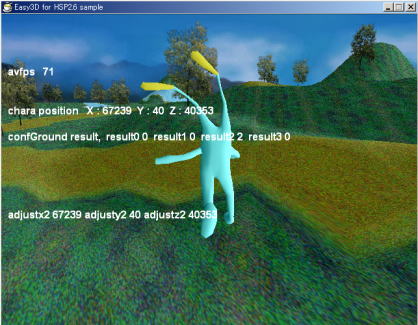 Easy3D for HSP2.6 sample
avfps 71
chara position X : 67239 Y : 40 Z : 40353
confGround result, result0 0 result1 0 result2 2 result3 0
adjustx2 67239 adjusty2 40 adjustz2 40353